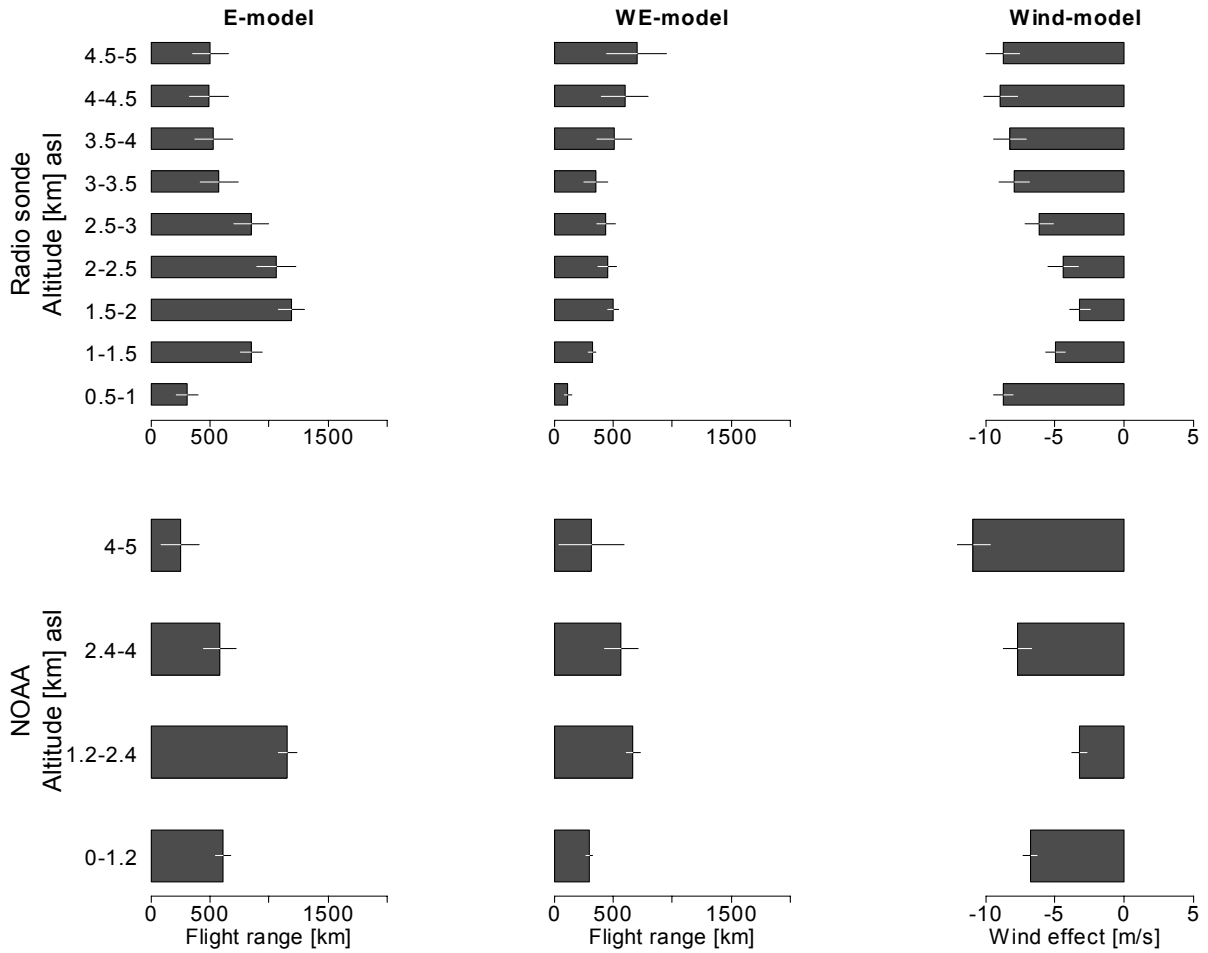 E-model WE-model Wind-model
Radio sonde
Altitude [km] asl
4.5-5
4-4.5
3.5-4
3-3.5
2.5-3
2-2.5
1.5-2
1-1.5
0.5-1
0 500 1500 0 500 1500 -10 -5 0 5
NOAA
Altitude [km] asl
4-5
2.4-4
1.2-2.4
0-1.2
0 500 1500 0 500 1500 -10 -5 0 5
Flight range [km] Flight range [km] Wind effect [m/s]